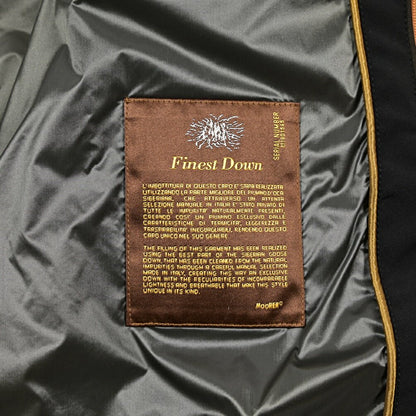 Finest Down
SERIAL NUMBER
L'IMBOTTITURA DI QUESTO CAPO E' STATA REALIZZATA
UTILIZZANDO LA PARTE MIGLIORE DEL PIUMINO D'OCA
SIBERIANA, CHE ATTRAVERSO UN ATTENTA
SELEZIONE MANUALE IN ITALIA E' STATO PRIVATO DI
TUTTE LE IMPURITA' NATURALMENTE PRESENTI,
CREANDO COSI' UN PIUMINO ESCLUSIVO DALLE
CARATTERISTICHE DI TERMICITA', LEGGEREZZA E
TRASPIRABILITA' INEGUAGLIABILI, RENDENDO QUESTO
CAPO UNICO NEL SUO GENERE
THE FILLING OF THIS GARMENT HAS BEEN REALIZED
USING THE BEST PART OF THE SIBERIAN GOOSE
DOWN, THAT HAS BEEN CLEANED FROM THE NATURAL
IMPURITIES THROUGH A CAREFUL MANUAL SELECTION
MADE IN ITALY, CREATING THIS WAY AN EXCLUSIVE
DOWN WITH THE PECULIARITIES OF INCOMPARABLE
LIGHTNESS AND BREATHABLE THAT MAKE THIS STYLE
UNIQUE IN ITS KIND.
MOORER®